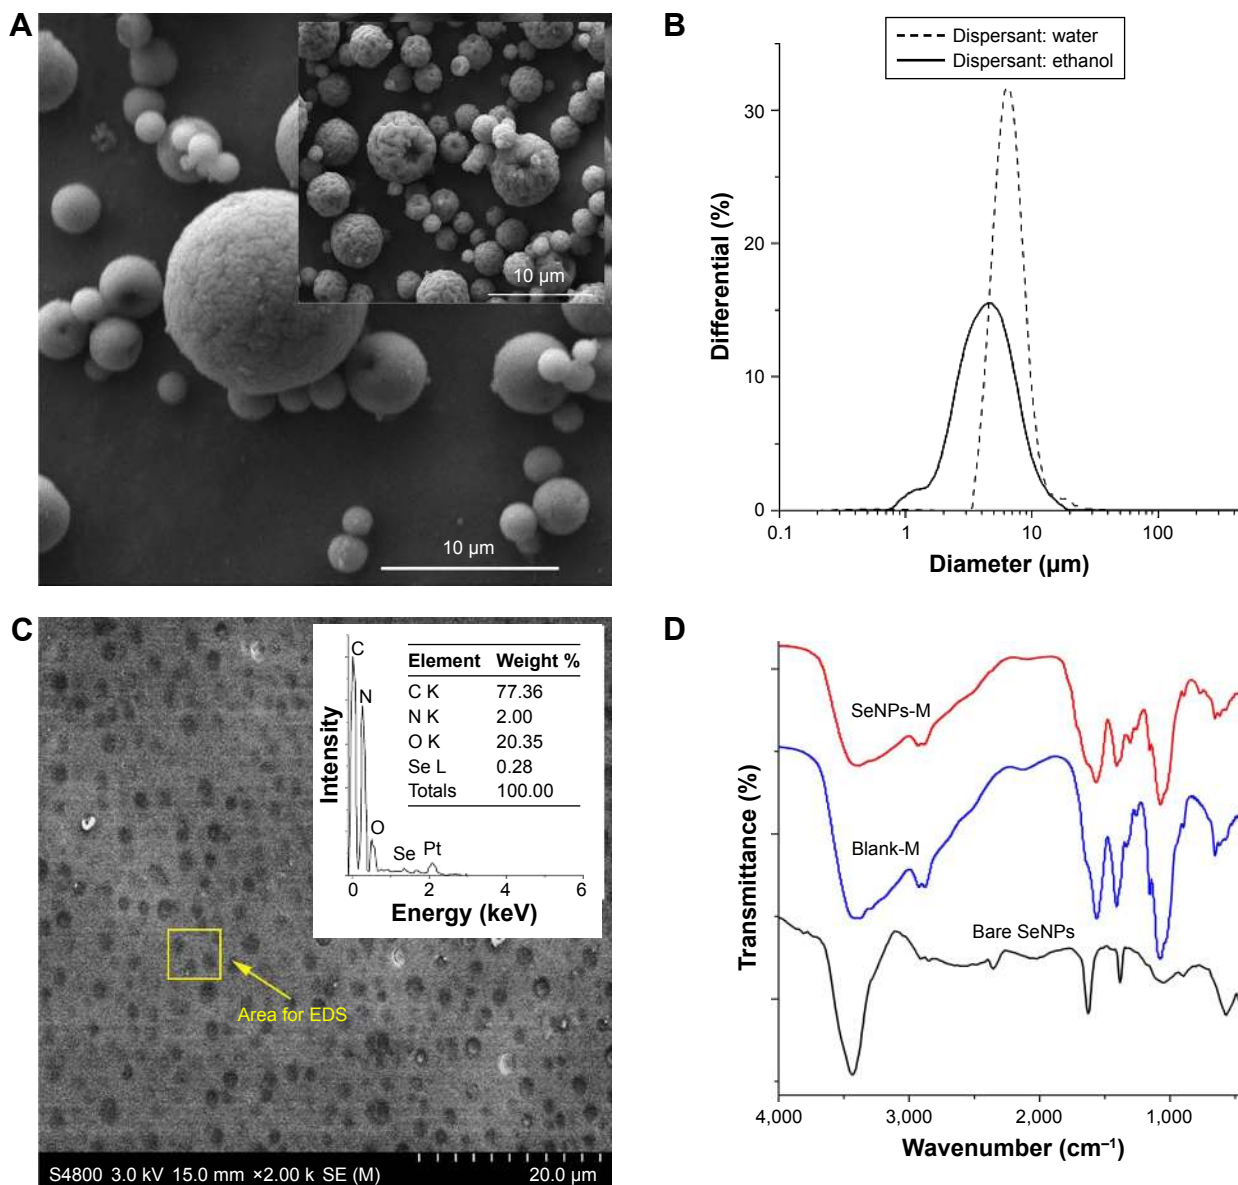 A
10 µm
10 µm
B
Dispersant: water
Dispersant: ethanol
Differential (%)
30
20
10
0
0.1
1
10
100
Diameter (µm)
C
Intensity
C
N
O
Se
Pt
Element Weight %
C K 77.36
N K 2.00
O K 20.35
Se L 0.28
Totals 100.00
0 2 4 6
Energy (keV)
Area for EDS
S4800 3.0 kV 15.0 mm ×2.00 k SE (M) 20.0 µm
D
Transmittance (%)
SeNPs-M
Blank-M
Bare SeNPs
4,000 3,000 2,000 1,000
Wavenumber (cm⁻¹)